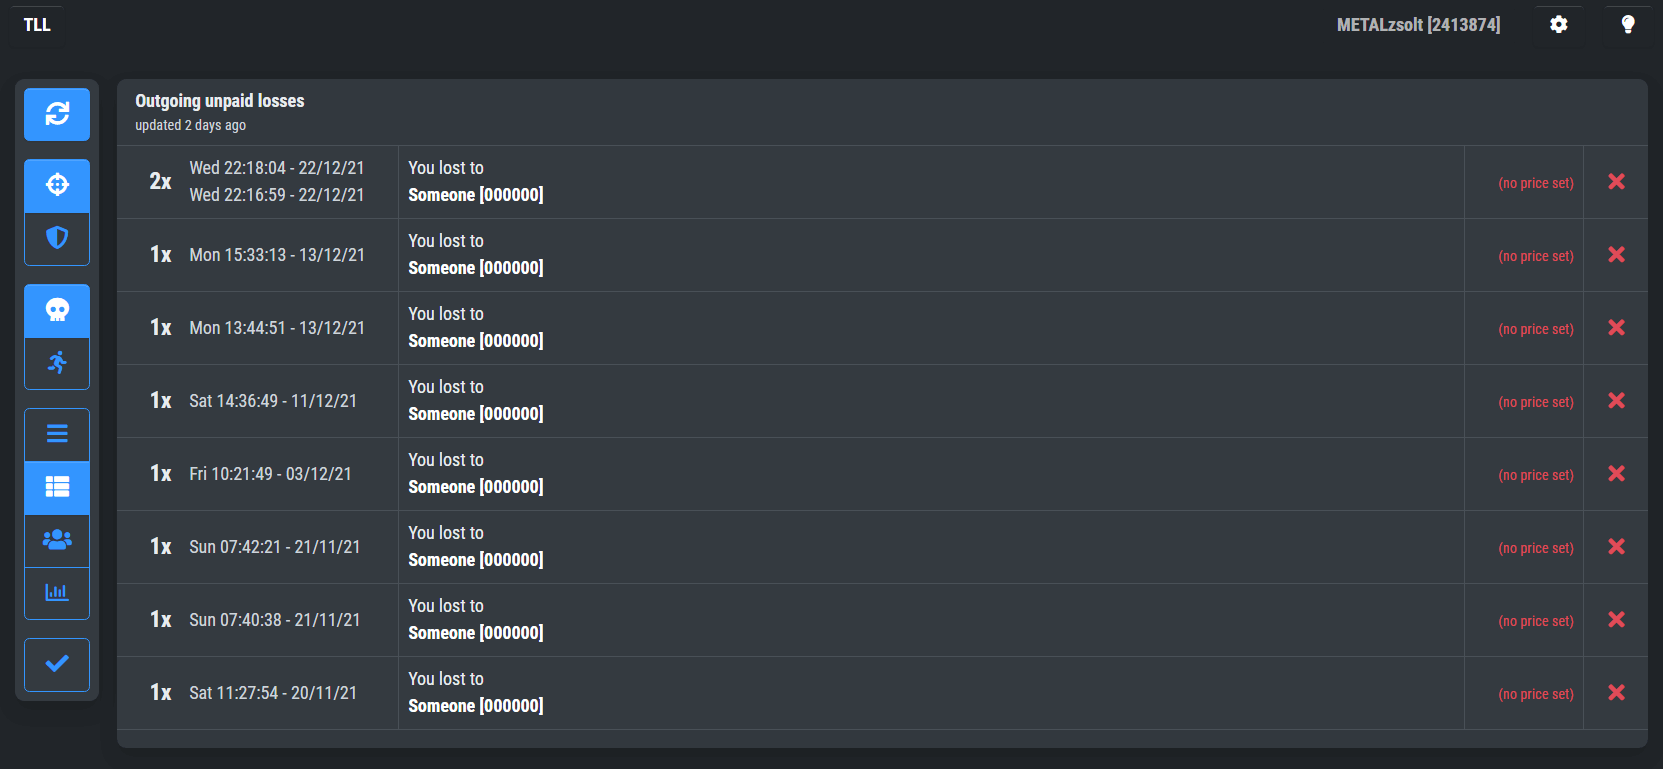 TLL
METALzsolt [2413874]
Outgoing unpaid losses
updated 2 days ago
2x
Wed 22:18:04 - 22/12/21
Wed 22:16:59 - 22/12/21
You lost to
Someone [000000]
(no price set)
1x
Mon 15:33:13 - 13/12/21
You lost to
Someone [000000]
(no price set)
1x
Mon 13:44:51 - 13/12/21
You lost to
Someone [000000]
(no price set)
1x
Sat 14:36:49 - 11/12/21
You lost to
Someone [000000]
(no price set)
1x
Fri 10:21:49 - 03/12/21
You lost to
Someone [000000]
(no price set)
1x
Sun 07:42:21 - 21/11/21
You lost to
Someone [000000]
(no price set)
1x
Sun 07:40:38 - 21/11/21
You lost to
Someone [000000]
(no price set)
1x
Sat 11:27:54 - 20/11/21
You lost to
Someone [000000]
(no price set)